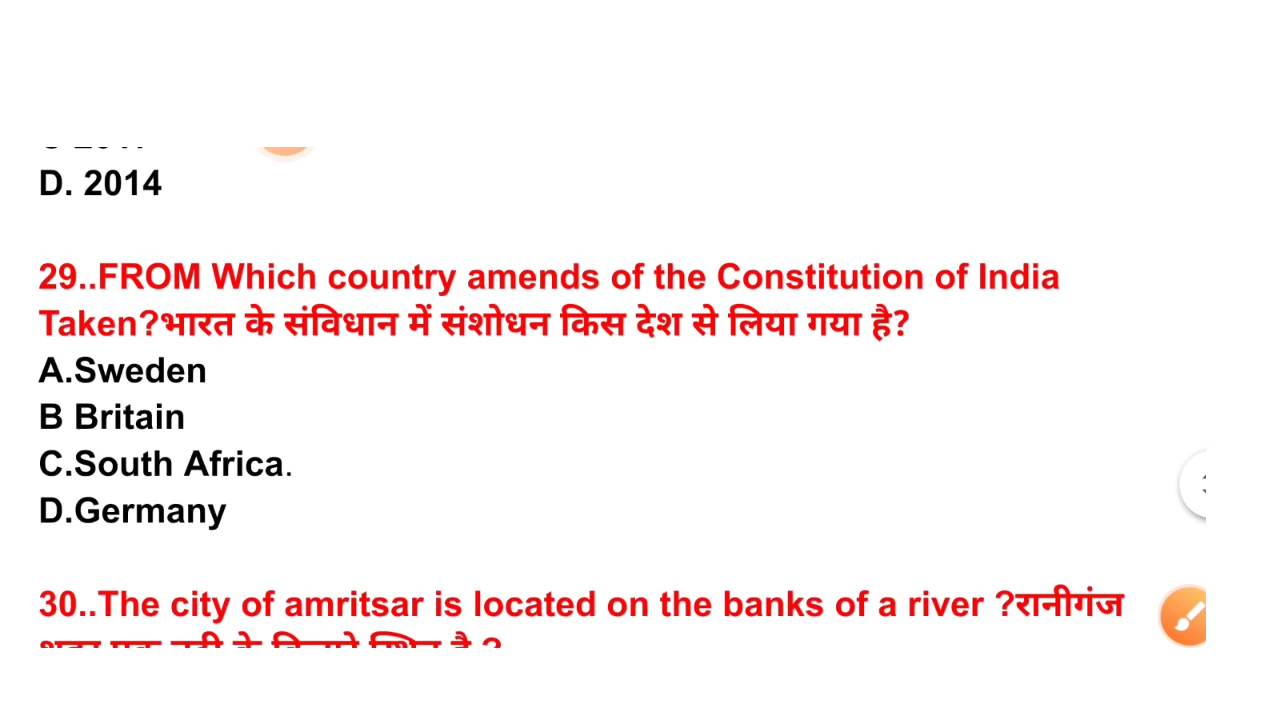 D. 2014
29..FROM Which country amends of the Constitution of India
Taken?भारत के संविधान में संशोधन किस देश से लिया गया है?
A.Sweden
B Britain
C.South Africa.
D.Germany
30..The city of amritsar is located on the banks of a river ?रानीगंज